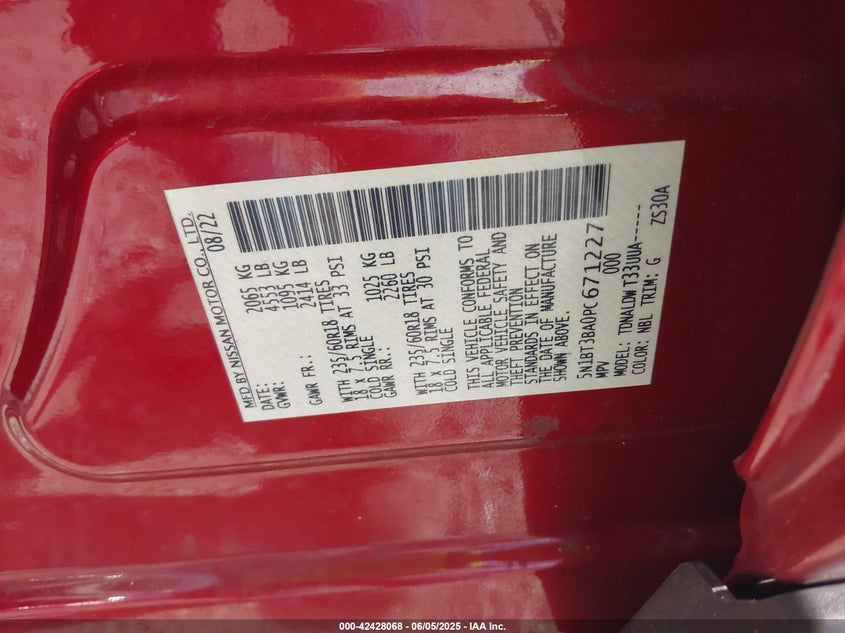 MFD BY NISSAN MOTOR CO., LTD.
DATE: 08/22
GVWR: 2065 KG
4553 LB
GAWR FR.: 1095 KG
2414 LB
WITH 235/60R18 TIRES
18 X 7.5 RIMS AT 33 PSI
COLD SINGLE
GAWR RR.: 1025 KG
2260 LB
WITH 235/60R18 TIRES
18 X 7.5 RIMS AT 30 PSI
COLD SINGLE
THIS VEHICLE CONFORMS TO
ALL APPLICABLE FEDERAL
MOTOR VEHICLE SAFETY AND
THEFT PREVENTION
STANDARDS IN EFFECT ON
THE DATE OF MANUFACTURE
SHOWN ABOVE.
5N1BT3BA0PC671227
MPV 000
MODEL: TDNALDW T33UUA-----
COLOR: NBL TRIM: G ZS30A
000-42428068 - 06/05/2025 - IAA Inc.